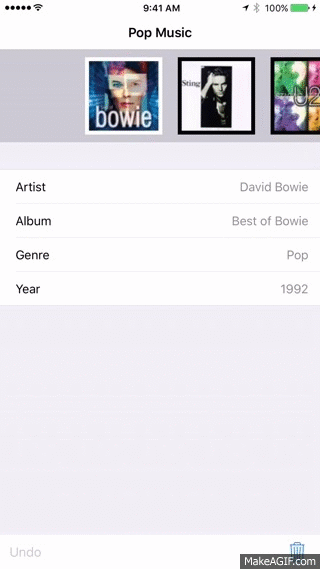 9:41 AM 100%
Pop Music
bowie
Sting
U2
Artist David Bowie
Album Best of Bowie
Genre Pop
Year 1992
Undo
MakeAGIF.com